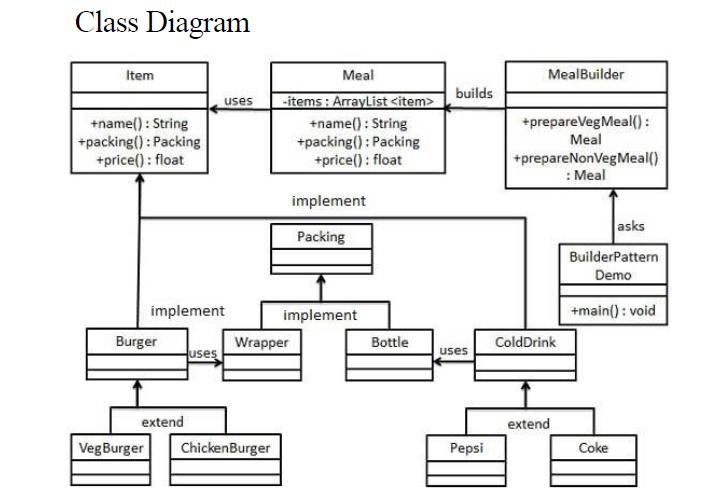 Class Diagram
Item
+name() : String
+packing() : Packing
+price() : float
uses
Meal
-items : ArrayList <item>
+name() : String
+packing() : Packing
+price() : float
builds
MealBuilder
+prepareVegMeal() :
Meal
+prepareNonVegMeal()
: Meal
implement
asks
Packing
BuilderPattern
Demo
+main() : void
implement
implement
Burger
uses
Wrapper
Bottle
uses
ColdDrink
extend
extend
VegBurger
ChickenBurger
Pepsi
Coke